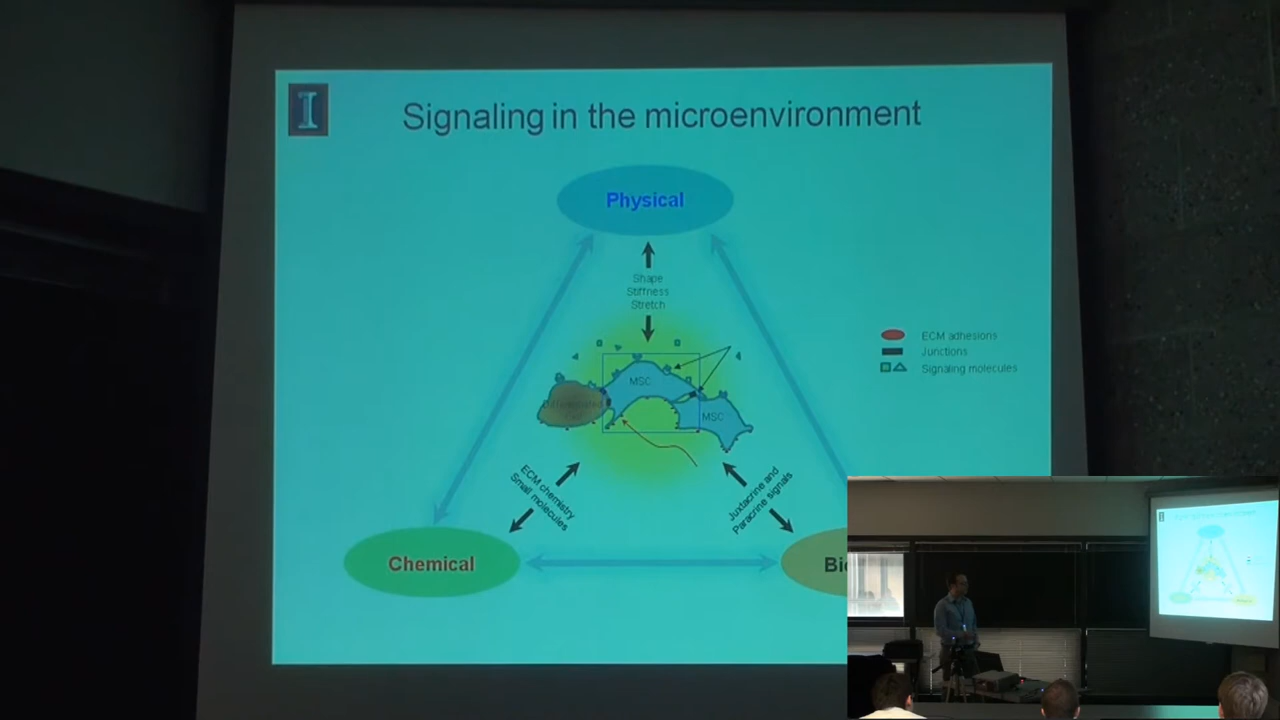 I
Signaling in the microenvironment
Physical
Shape
Stiffness
Stretch
ECM adhesions
Junctions
Signaling molecules
MSC
MSC
ECM chemistry
Small molecules
Juxtacrine and
Paracrine signals
Chemical
Bi